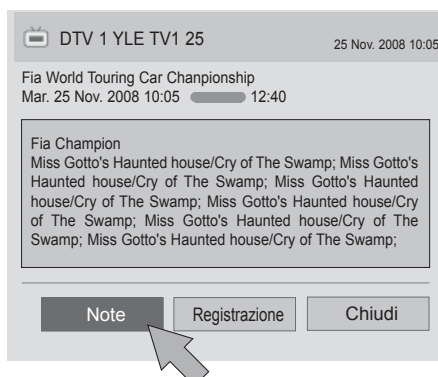 DTV 1 YLE TV1 25
25 Nov. 2008 10:05
Fia World Touring Car Chanpionship
Mar. 25 Nov. 2008 10:05 12:40
Fia Champion
Miss Gotto's Haunted house/Cry of The Swamp; Miss Gotto's
Haunted house/Cry of The Swamp; Miss Gotto's Haunted
house/Cry of The Swamp; Miss Gotto's Haunted house/Cry
of The Swamp; Miss Gotto's Haunted house/Cry of The
Swamp; Miss Gotto's Haunted house/Cry of The Swamp;
Note Registrazione Chiudi